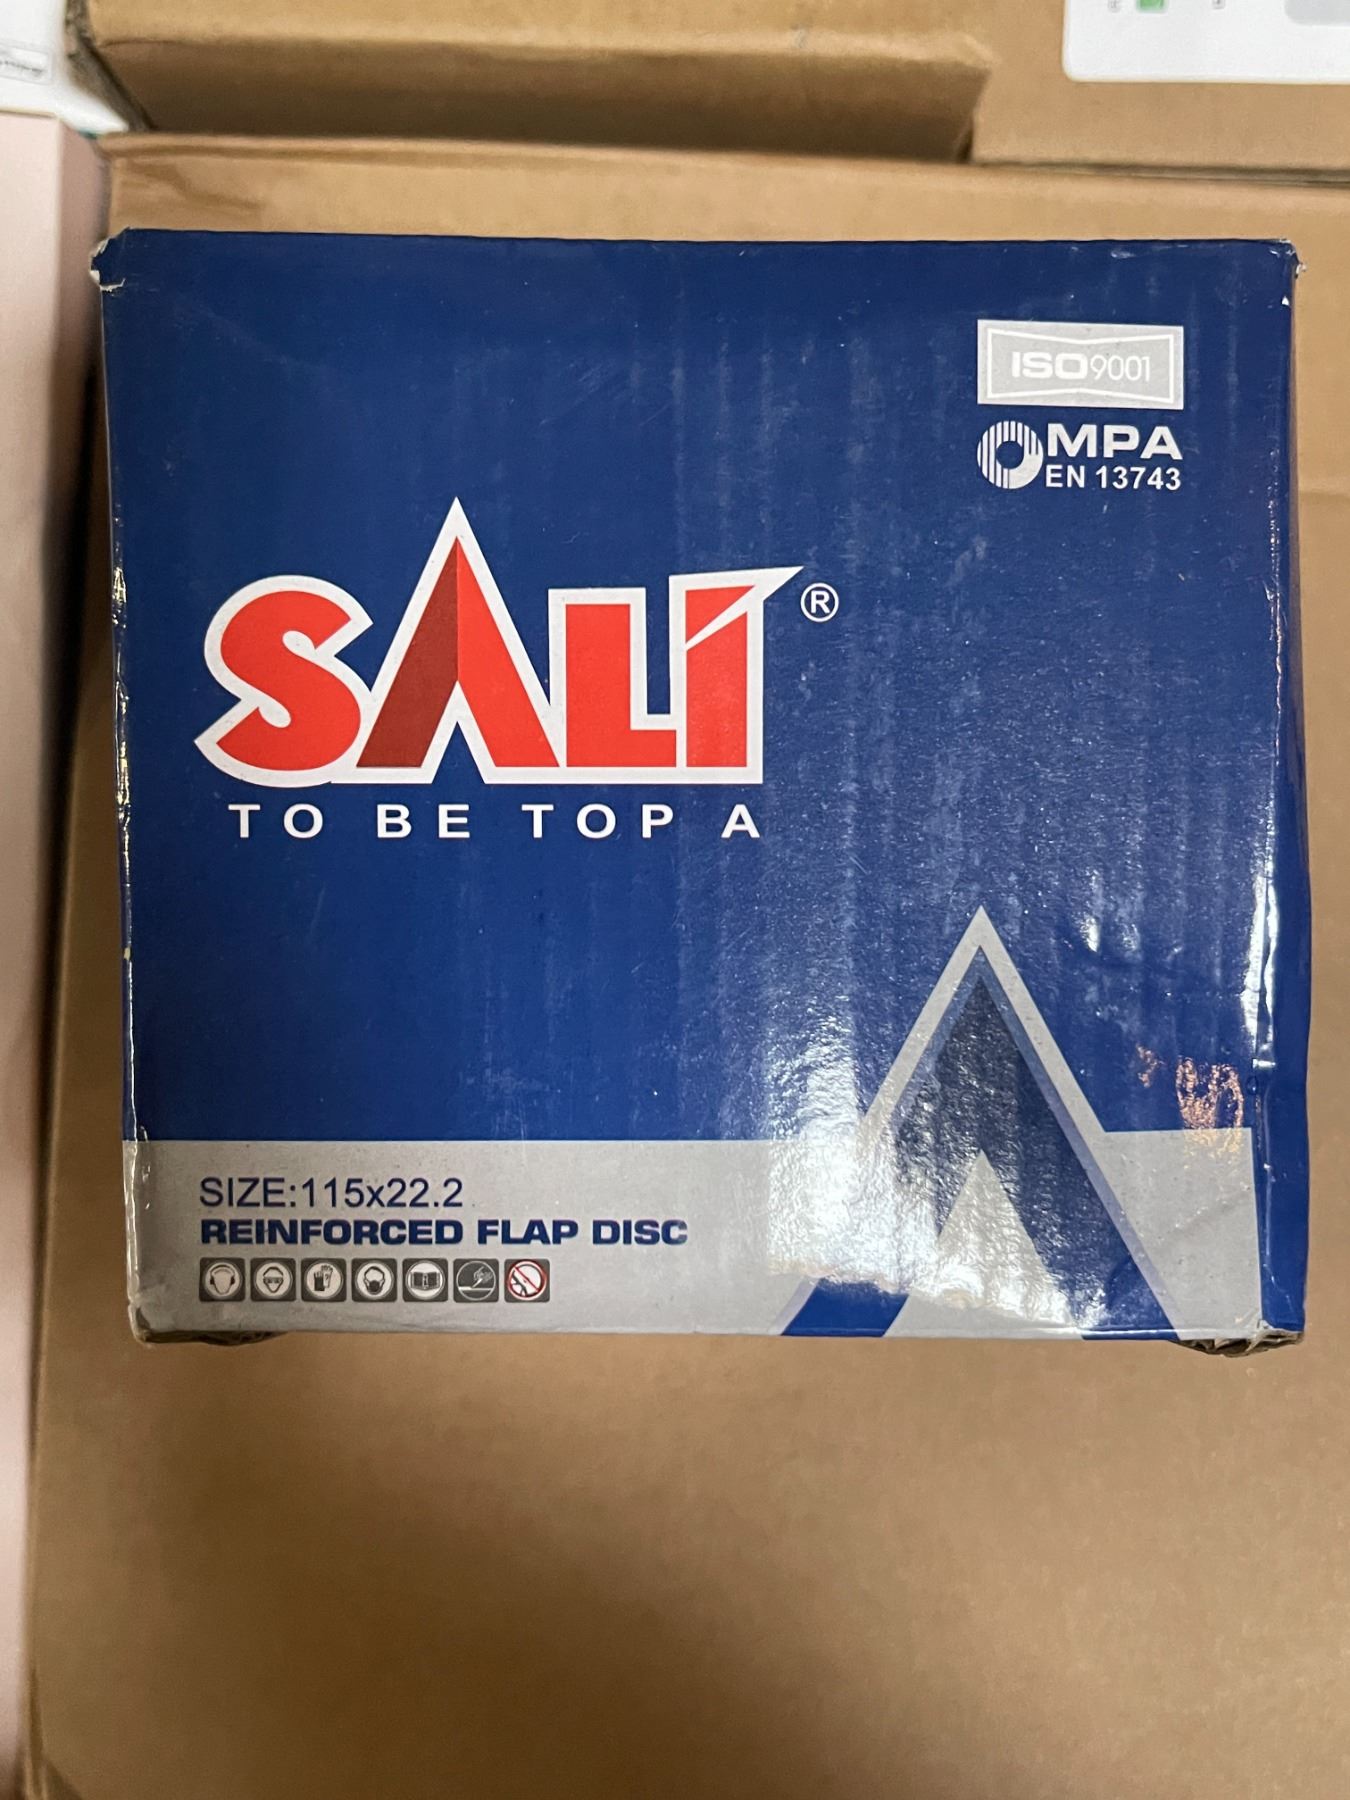 ISO9001
MPA
EN 13743
SALI®
TO BE TOP A
SIZE:115x22.2
REINFORCED FLAP DISC